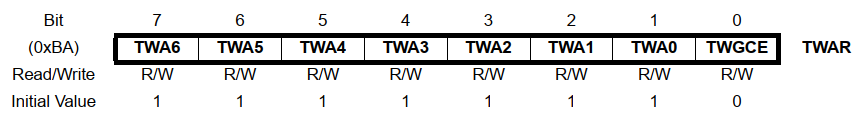 Bit 7 6 5 4 3 2 1 0
(0xBA) TWA6 TWA5 TWA4 TWA3 TWA2 TWA1 TWA0 TWGCE TWAR
Read/Write R/W R/W R/W R/W R/W R/W R/W R/W
Initial Value 1 1 1 1 1 1 1 0